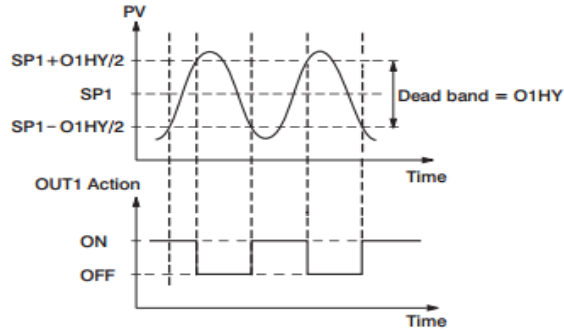 PV
SP1+O1HY/2
SP1
Dead band = O1HY
SP1−O1HY/2
Time
OUT1 Action
ON
OFF
Time